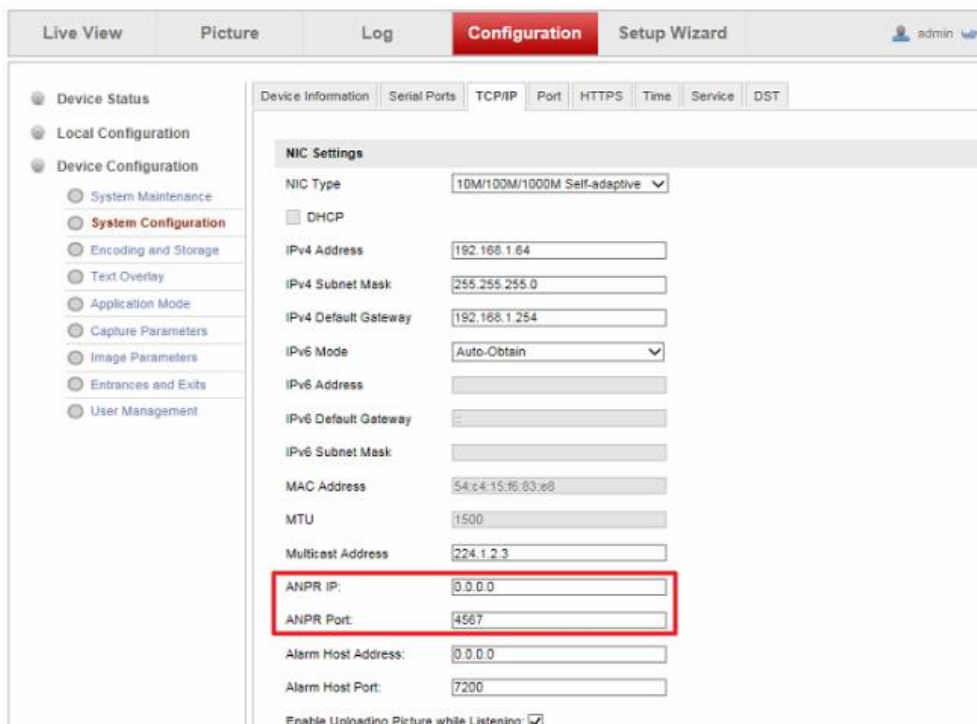 Live View Picture Log Configuration Setup Wizard admin
Device Status
Local Configuration
Device Configuration
System Maintenance
System Configuration
Encoding and Storage
Text Overlay
Application Mode
Capture Parameters
Image Parameters
Entrances and Exits
User Management
Device Information Serial Ports TCP/IP Port HTTPS Time Service DST
NIC Settings
NIC Type 10M/100M/1000M Self-adaptive
DHCP
IPv4 Address 192.168.1.64
IPv4 Subnet Mask 255.255.255.0
IPv4 Default Gateway 192.168.1.254
IPv6 Mode Auto-Obtain
IPv6 Address
IPv6 Default Gateway ::
IPv6 Subnet Mask
MAC Address 54:c4:15:f6:83:e8
MTU 1500
Multicast Address 224.1.2.3
ANPR IP: 0.0.0.0
ANPR Port: 4567
Alarm Host Address: 0.0.0.0
Alarm Host Port: 7200
Enable Uploading Picture while Listening: